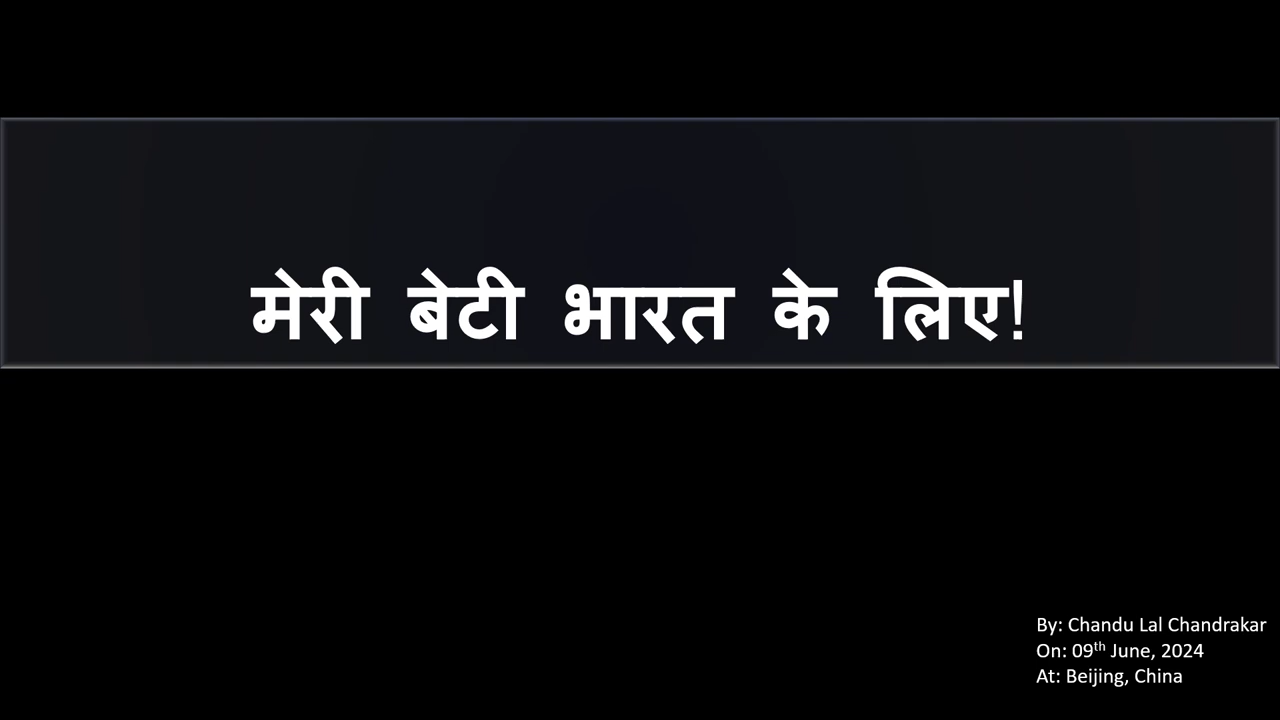 मेरी बेटी भारत के लिए!
By: Chandu Lal Chandrakar
On: 09th June, 2024
At: Beijing, China